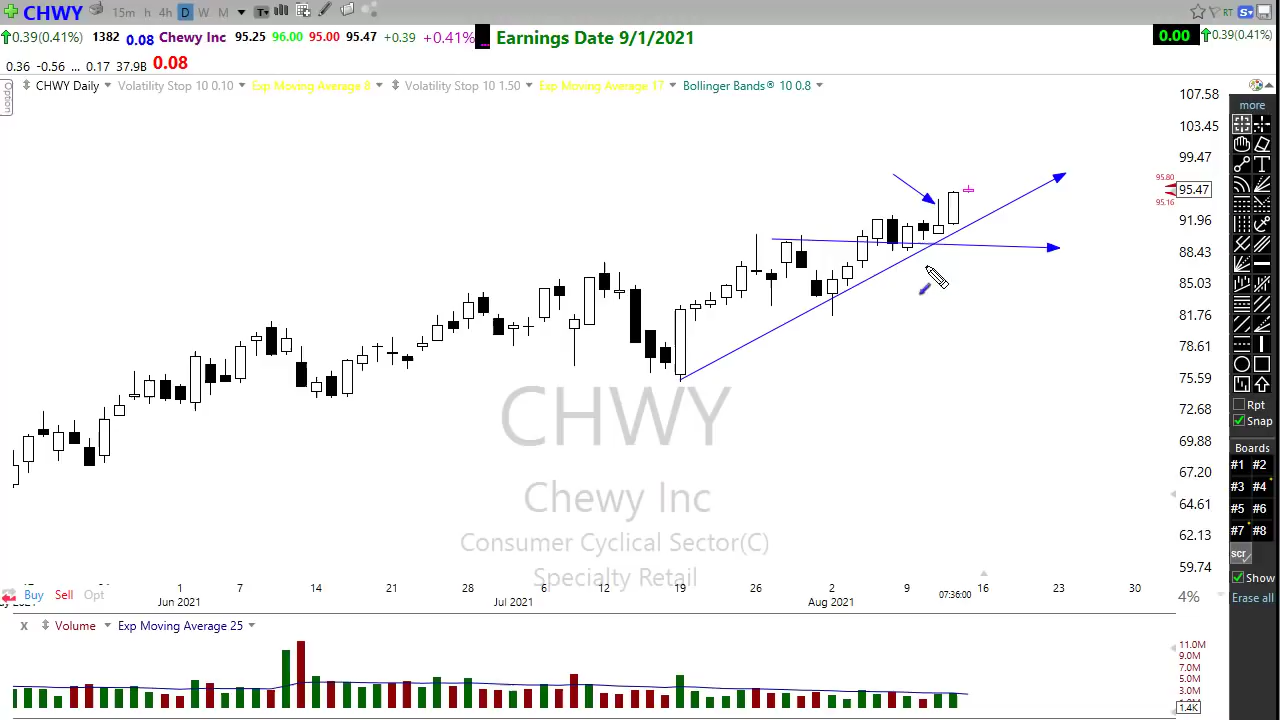 CHWY 15m h 4h D W M T RT S
0.39(0.41%) 1382 0.08 Chewy Inc 95.25 96.00 95.00 95.47 +0.39 +0.41% Earnings Date 9/1/2021 0.00 0.39(0.41%)
0.36 -0.56 ... 0.17 37.9B 0.08
Option
CHWY Daily Volatility Stop 10 0.10 Exp Moving Average 8 Volatility Stop 10 1.50 Exp Moving Average 17 Bollinger Bands® 10 0.8
107.58
more
103.45
99.47
95.80
95.47
95.16
91.96
88.43
85.03
81.76
78.61
75.59
72.68
69.88
67.20
64.61
62.13
59.74
4%
Rpt
Snap
Boards
#1 #2
#3 #4
#5 #6
#7 #8
scr
Show
Erase all
CHWY
Chewy Inc
Consumer Cyclical Sector(C)
Specialty Retail
1 7 14 21 28 6 12 19 26 2 9 16 23 30
Buy Sell Opt
Jun 2021 Jul 2021 Aug 2021 07:36:00
x Volume Exp Moving Average 25
11.0M
9.0M
7.0M
5.0M
3.0M
1.4K